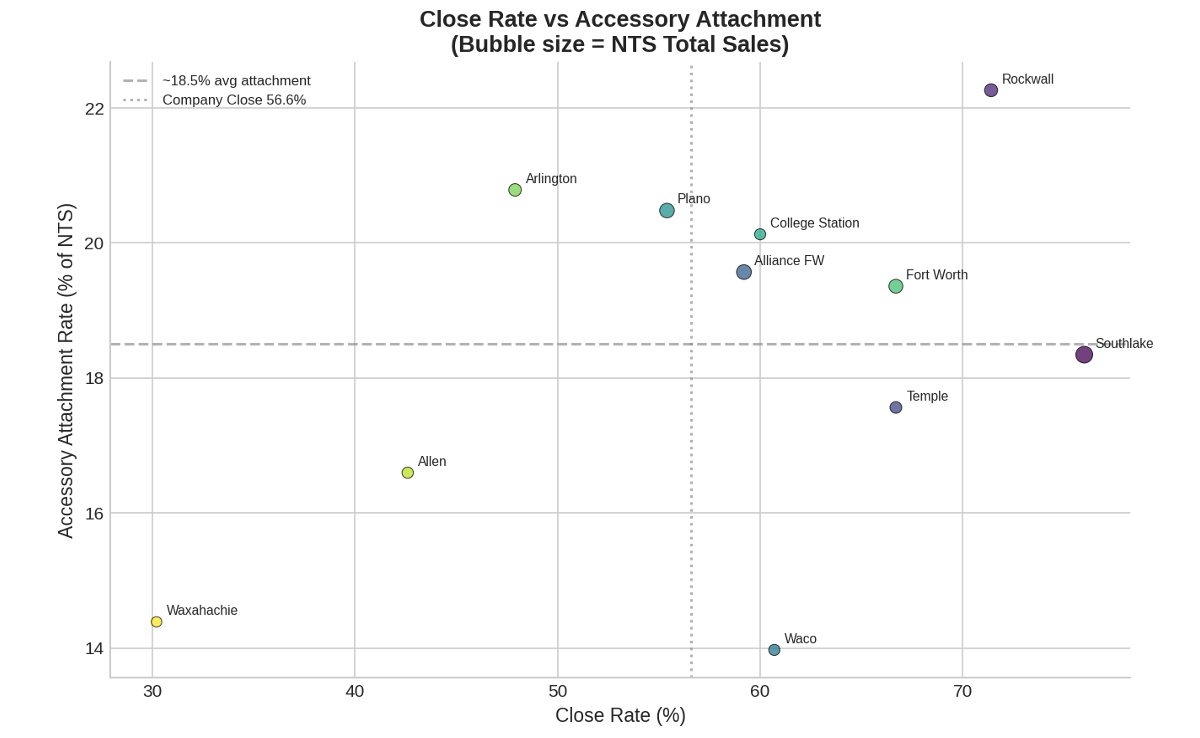 Close Rate vs Accessory Attachment
(Bubble size = NTS Total Sales)
~18.5% avg attachment
Company Close 56.6%
Rockwall
Arlington
Plano
College Station
Alliance FW
Fort Worth
Southlake
Temple
Allen
Waxahachie
Waco
Accessory Attachment Rate (% of NTS)
22
20
18
16
14
30
40
50
60
70
Close Rate (%)